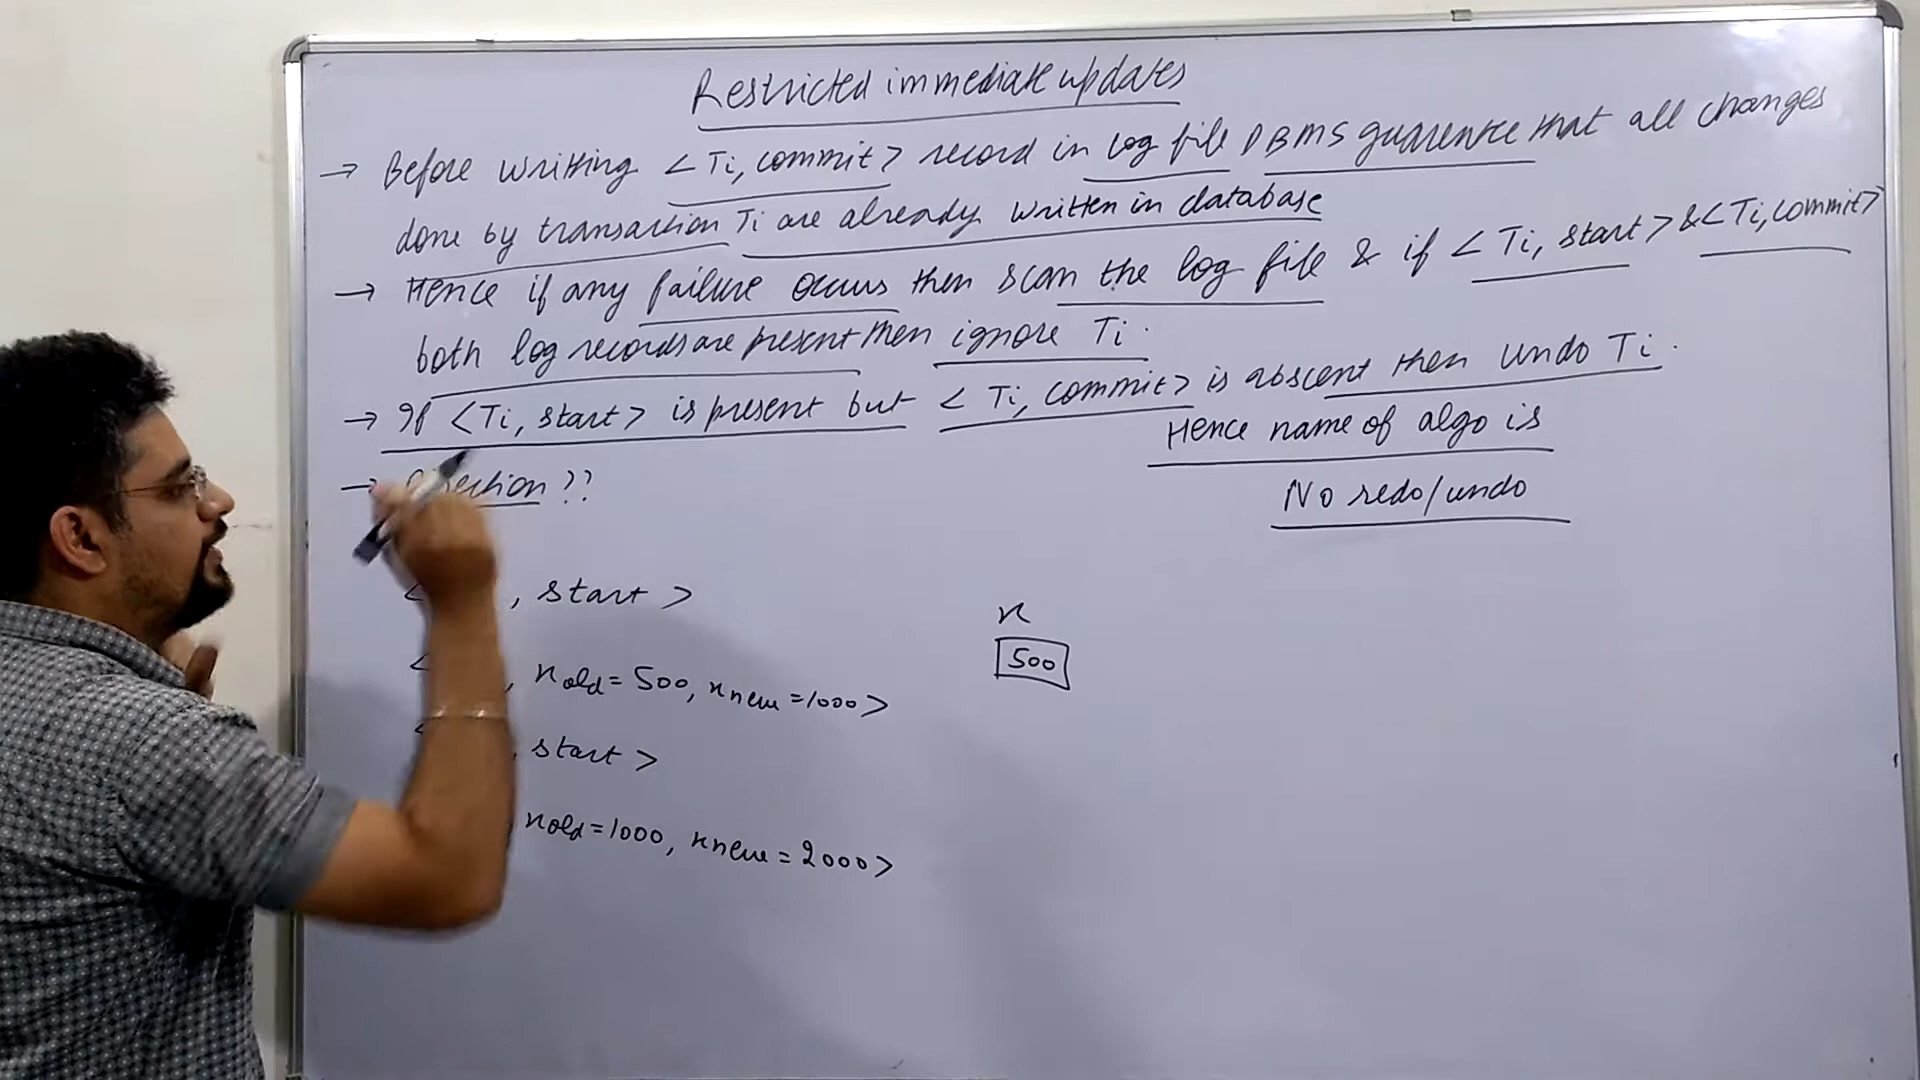 Restricted immediate updates
→ Before writting <Ti, commit> record in log file DBMS guarentee that all changes
done by transaction Ti are already written in database
→ Hence if any failure occurs then scan the log file & if <Ti, start> & <Ti, commit>
both log records are present then ignore Ti.
→ If <Ti, start> is present but <Ti, commit> is abscent then undo Ti.
Hence name of algo is
No redo/undo
→ ??
< , start >
< , xold = 500, xnew = 1000>
, start >
, xold = 1000, xnew = 2000>
x
500